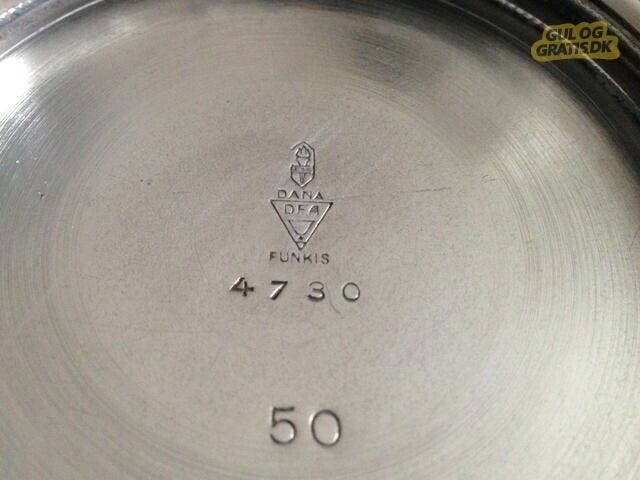 GUL OG
GRATIS.DK
DANA
DFA
FUNKIS
4730
50